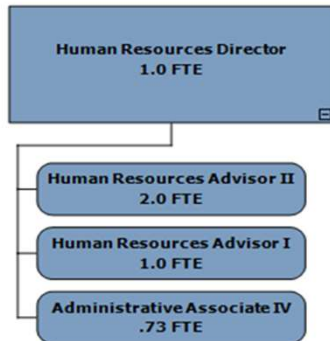 Human Resources Director
1.0 FTE
Human Resources Advisor II
2.0 FTE
Human Resources Advisor I
1.0 FTE
Administrative Associate IV
.73 FTE